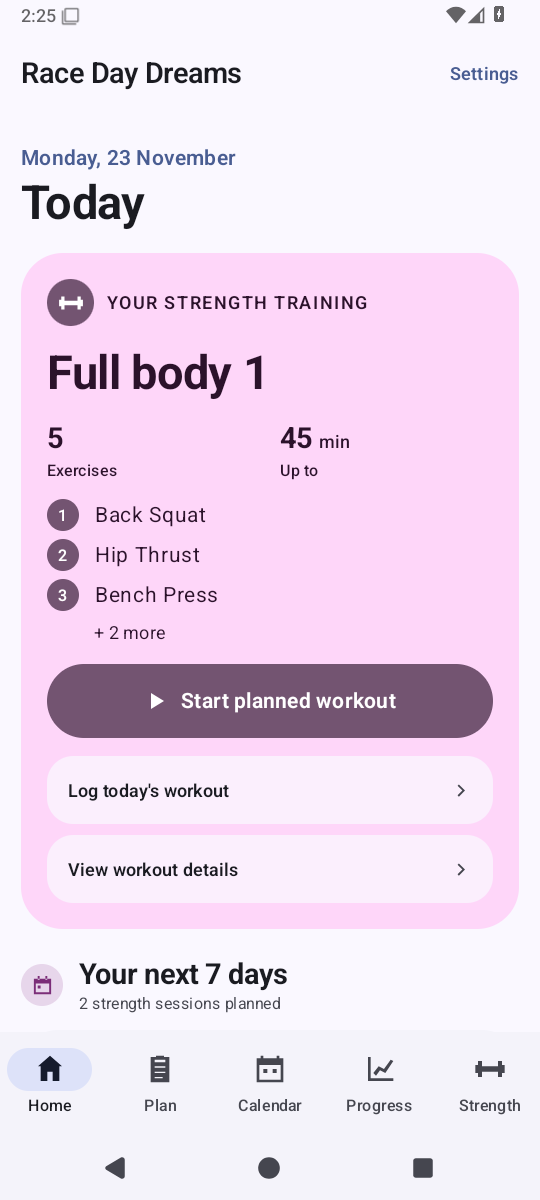 2:25
Race Day Dreams
Settings
Monday, 23 November
Today
YOUR STRENGTH TRAINING
Full body 1
5
Exercises
45 min
Up to
1 Back Squat
2 Hip Thrust
3 Bench Press
+ 2 more
Start planned workout
Log today's workout
View workout details
Your next 7 days
2 strength sessions planned
Home
Plan
Calendar
Progress
Strength